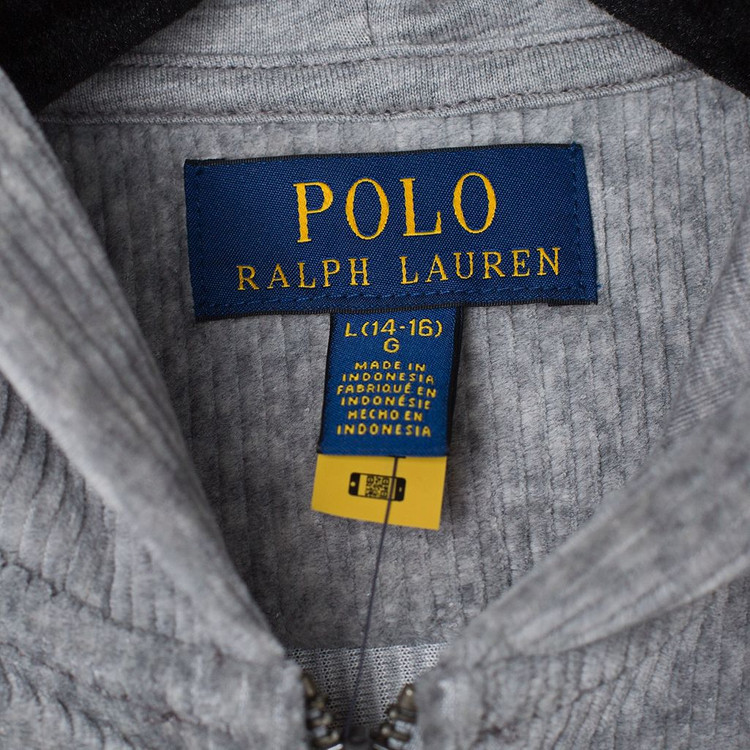 POLO
RALPH LAUREN
L(14-16)
G
MADE IN
INDONESIA
FABRIQUÉ EN
INDONÉSIE
HECHO EN
INDONESIA